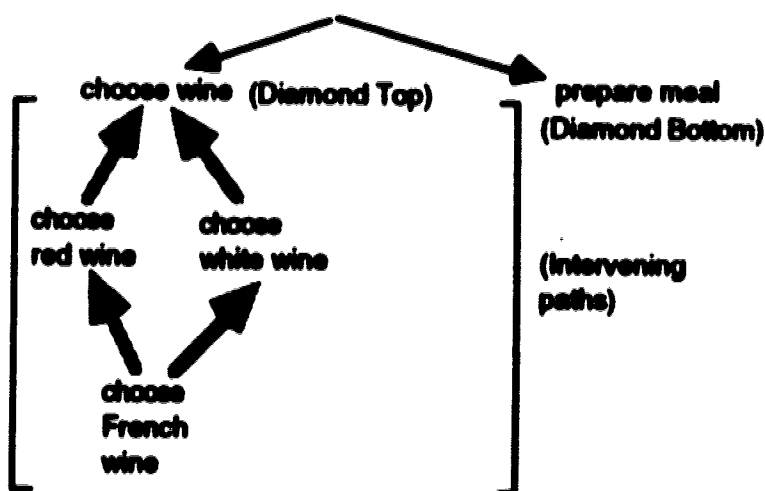 choose wine (Diamond Top)
prepare meal
(Diamond Bottom)
choose
red wine
choose
white wine
(Intervening
paths)
choose
French
wine